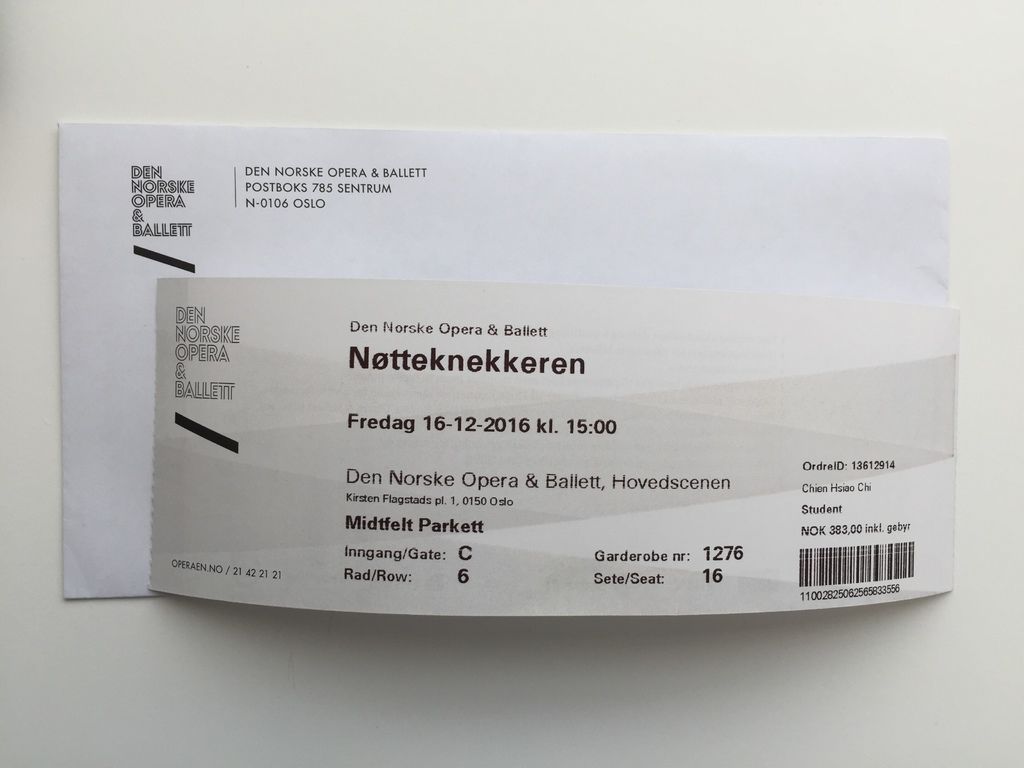 DEN
NORSKE
OPERA
&
BALLETT
DEN NORSKE OPERA & BALLETT
POSTBOKS 785 SENTRUM
N-0106 OSLO
DEN
NORSKE
OPERA
&
BALLETT
OPERAEN.NO / 21 42 21 21
Den Norske Opera & Ballett
Nøtteknekkeren
Fredag 16-12-2016 kl. 15:00
Den Norske Opera & Ballett, Hovedscenen
Kirsten Flagstads pl. 1, 0150 Oslo
Midtfelt Parkett
Inngang/Gate: C
Garderobe nr: 1276
Rad/Row: 6
Sete/Seat: 16
OrdreID: 13612914
Chien Hsiao Chi
Student
NOK 383,00 inkl. gebyr
11002825062565833556